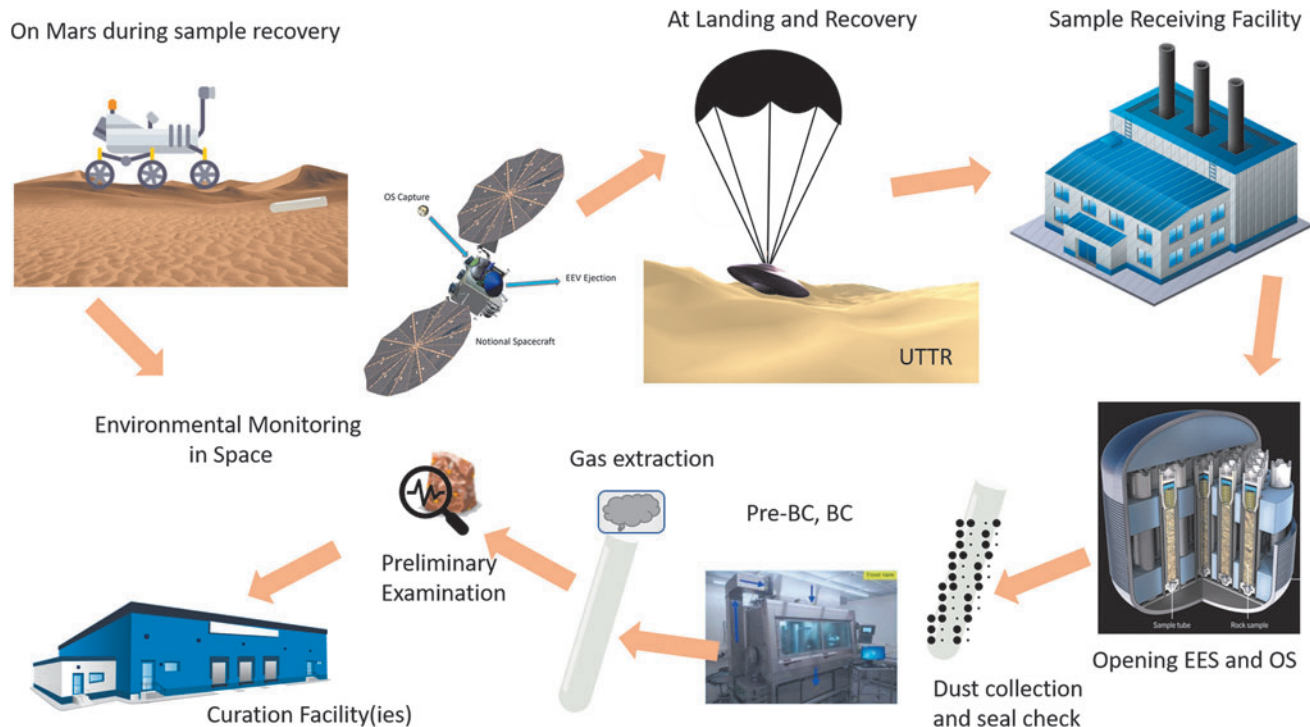 On Mars during sample recovery
At Landing and Recovery
Sample Receiving Facility
OS Capture
EEV Ejection
Notional Spacecraft
UTTR
Environmental Monitoring
in Space
Gas extraction
Pre-BC, BC
Preliminary
Examination
Sample tube
Rock sample
Opening EES and OS
Dust collection
and seal check
Curation Facility(ies)